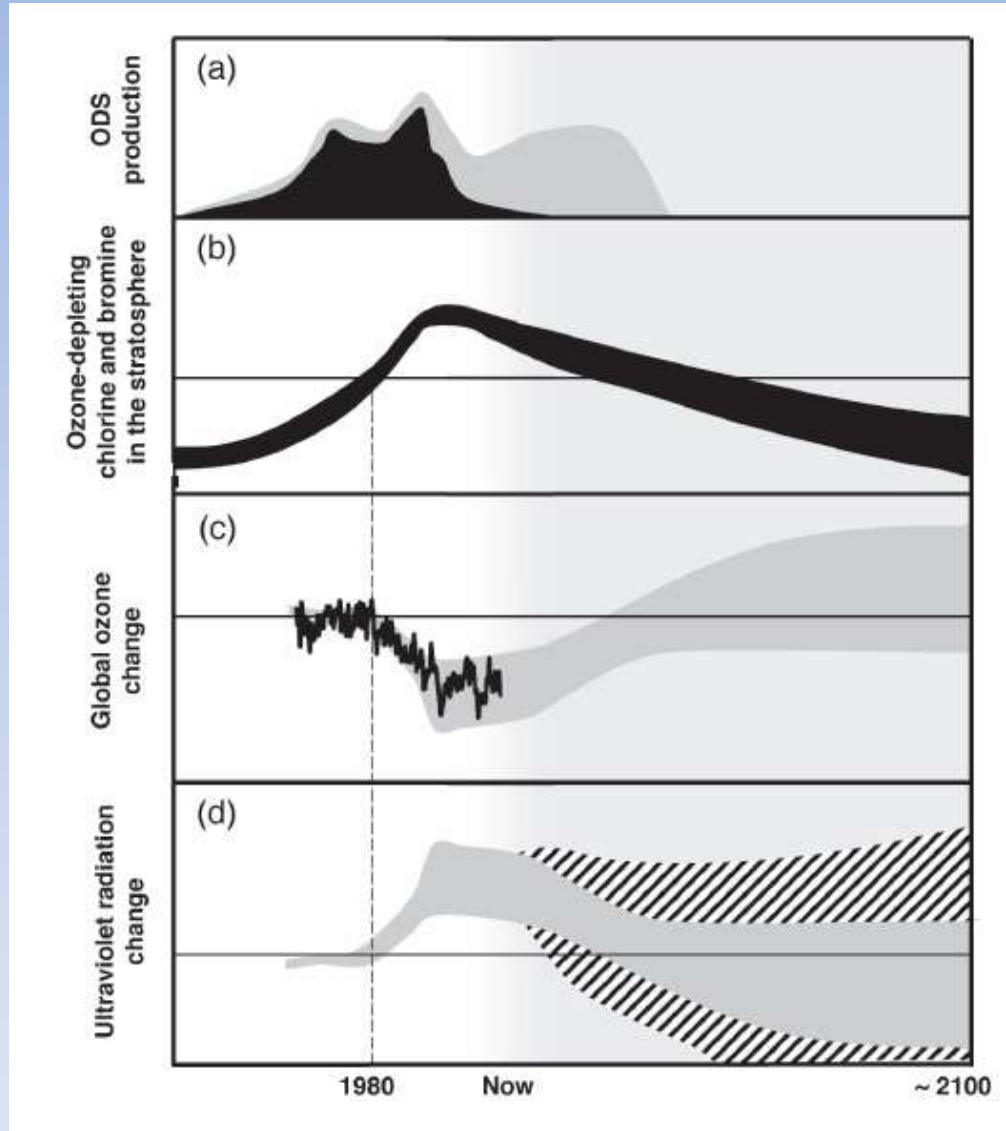 (a)
ODS
production
(b)
Ozone-depleting
chlorine and bromine
in the stratosphere
(c)
Global ozone
change
(d)
Ultraviolet radiation
change
1980 Now ~ 2100